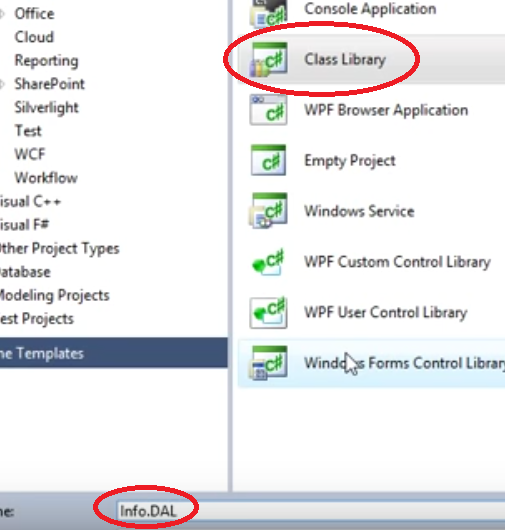 Office
Cloud
Reporting
SharePoint
Silverlight
Test
WCF
Workflow
isual C++
isual F#
ther Project Types
atabase
Modeling Projects
est Projects
ne Templates
Console Application
Class Library
WPF Browser Application
Empty Project
Windows Service
WPF Custom Control Library
WPF User Control Library
Windows Forms Control Library
ne:
Info.DAL